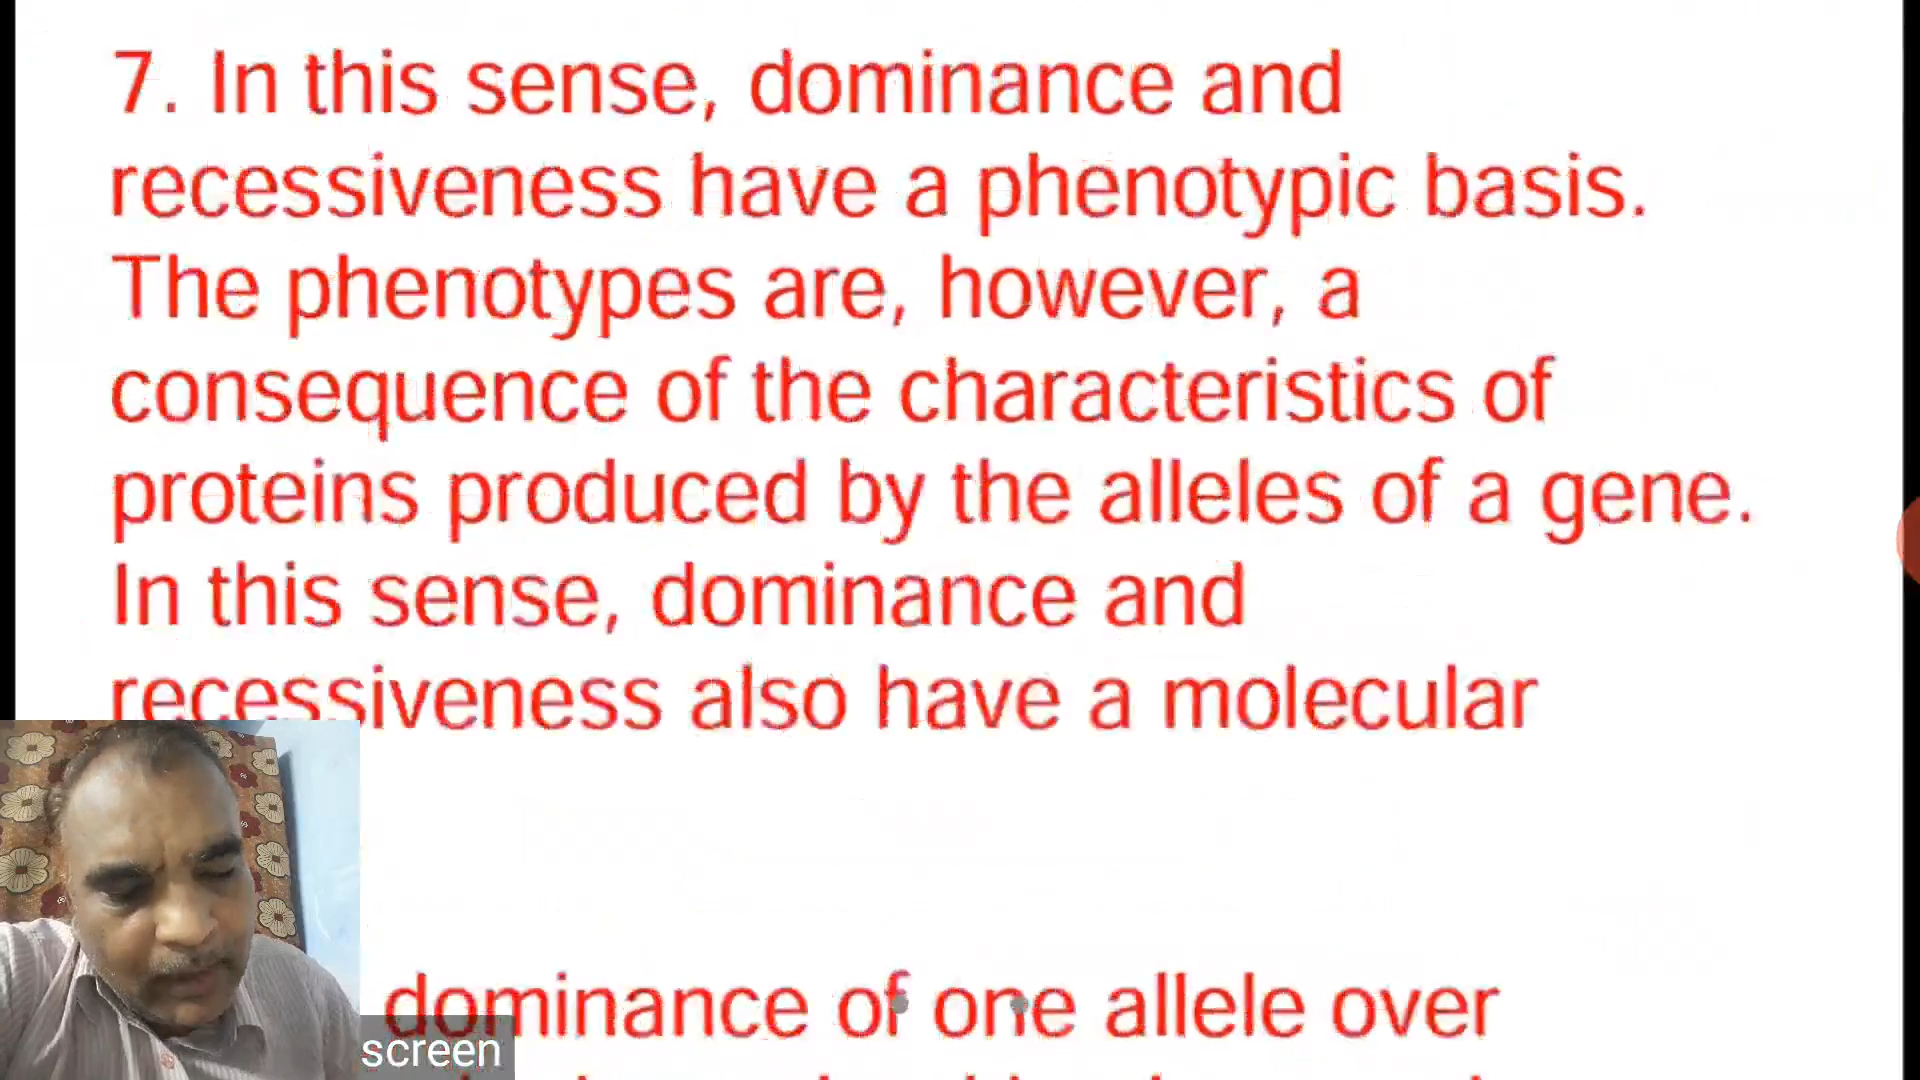 7. In this sense, dominance and
recessiveness have a phenotypic basis.
The phenotypes are, however, a
consequence of the characteristics of
proteins produced by the alleles of a gene.
In this sense, dominance and
recessiveness also have a molecular
dominance of one allele over
screen